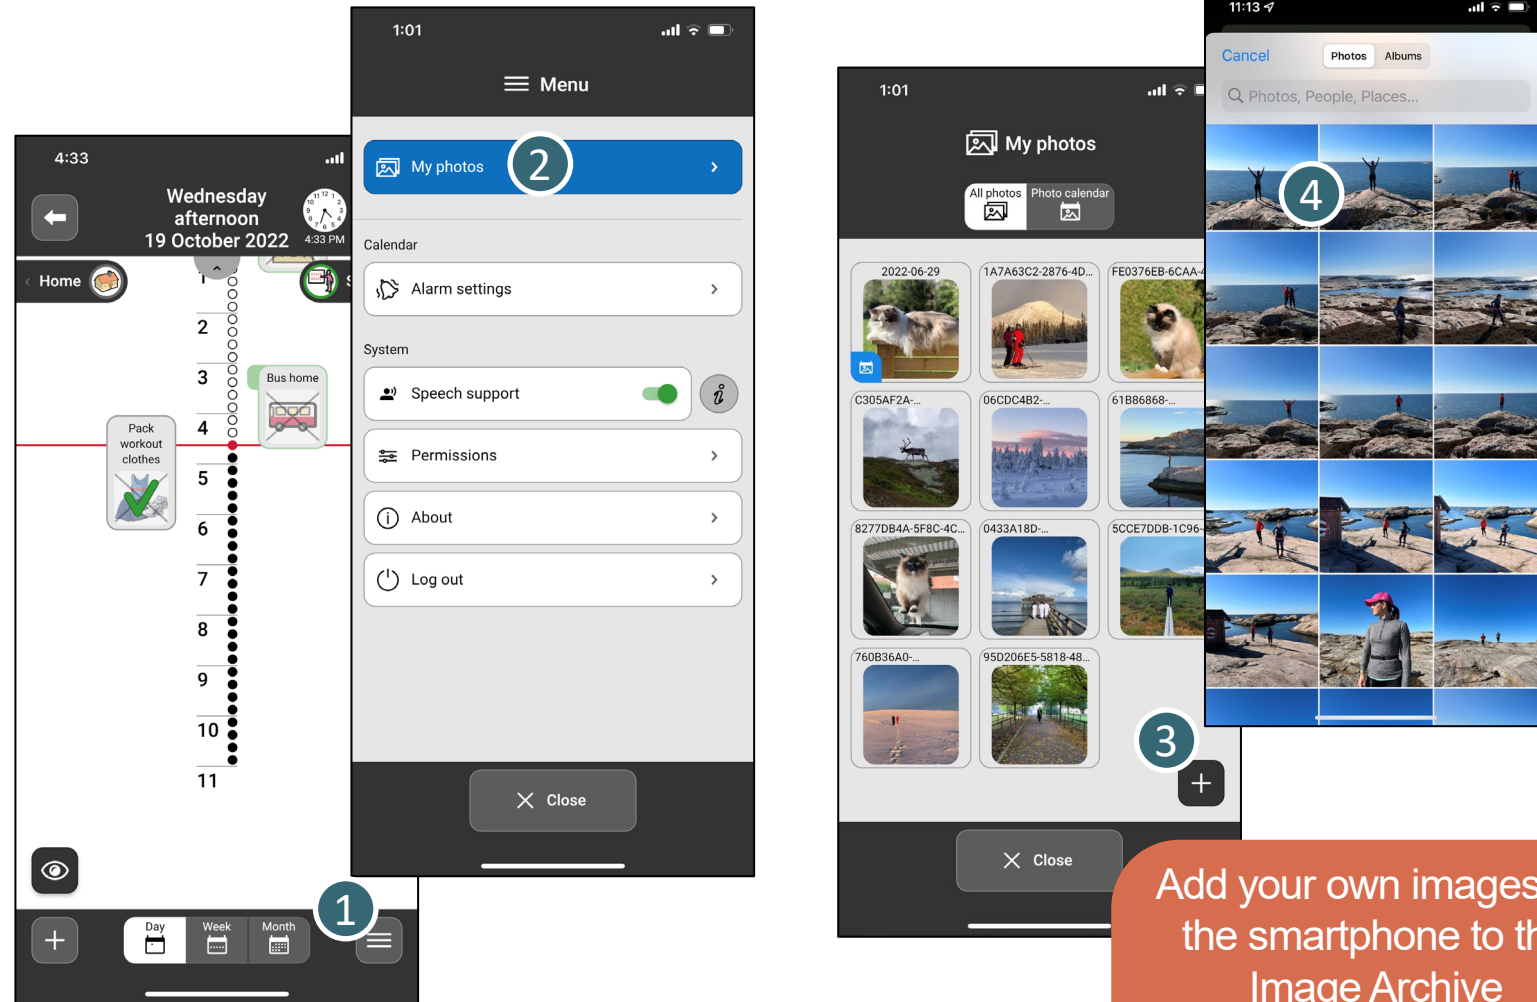 4:33
Wednesday
afternoon
19 October 2022
4:33 PM
Home
2
3
4
5
6
7
8
9
10
11
Bus home
Pack
workout
clothes
Day
Week
Month
1
1:01
Menu
My photos
2
Calendar
Alarm settings
System
Speech support
Permissions
About
Log out
Close
1:01
My photos
All photos
Photo calendar
2022-06-29
1A7A63C2-2876-4D...
FE0376EB-6CAA-4
C305AF2A-...
06CDC4B2-...
61B86868-...
8277DB4A-5F8C-4C...
0433A18D-...
5CCE7DDB-1C96-
760B36A0-...
95D206E5-5818-48...
3
Close
11:13
Cancel
Photos
Albums
Photos, People, Places...
4
Add your own images
the smartphone to th
Image Archive